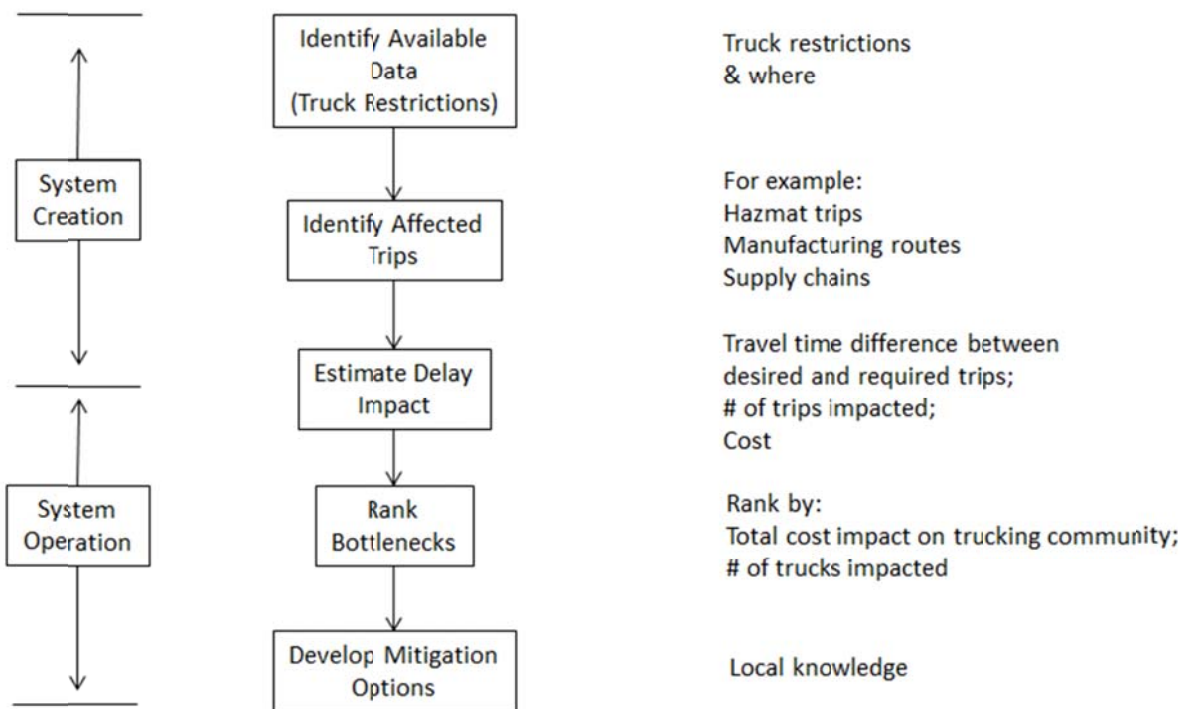 Identify Available
Data
(Truck Restrictions)
Truck restrictions
& where
System
Creation
Identify Affected
Trips
For example:
Hazmat trips
Manufacturing routes
Supply chains
Estimate Delay
Impact
Travel time difference between
desired and required trips;
# of trips impacted;
Cost
System
Operation
Rank
Bottlenecks
Rank by:
Total cost impact on trucking community;
# of trucks impacted
Develop Mitigation
Options
Local knowledge